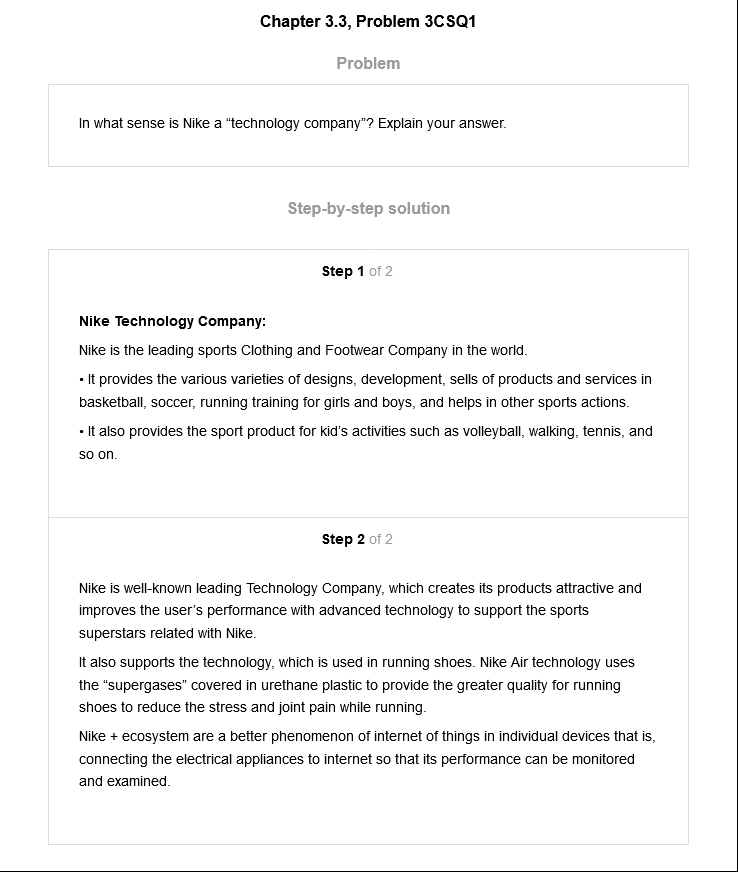 Chapter 3.3, Problem 3CSQ1
Problem
In what sense is Nike a “technology company”? Explain your answer.
Step-by-step solution
Step 1 of 2
Nike Technology Company:
Nike is the leading sports Clothing and Footwear Company in the world.
• It provides the various varieties of designs, development, sells of products and services in
basketball, soccer, running training for girls and boys, and helps in other sports actions.
• It also provides the sport product for kid’s activities such as volleyball, walking, tennis, and
so on.
Step 2 of 2
Nike is well-known leading Technology Company, which creates its products attractive and
improves the user’s performance with advanced technology to support the sports
superstars related with Nike.
It also supports the technology, which is used in running shoes. Nike Air technology uses
the “supergases” covered in urethane plastic to provide the greater quality for running
shoes to reduce the stress and joint pain while running.
Nike + ecosystem are a better phenomenon of internet of things in individual devices that is,
connecting the electrical appliances to internet so that its performance can be monitored
and examined.